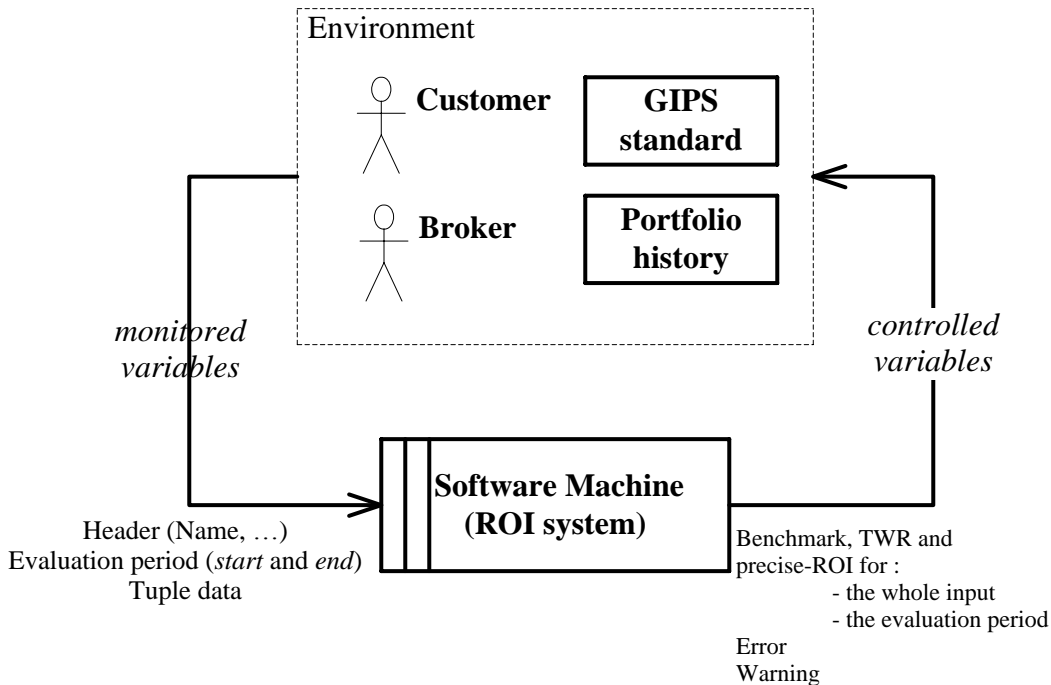 Environment
Customer
GIPS
standard
Broker
Portfolio
history
monitored
variables
controlled
variables
Software Machine
(ROI system)
Header (Name, …)
Evaluation period (start and end)
Tuple data
Benchmark, TWR and
precise-ROI for :
- the whole input
- the evaluation period
Error
Warning